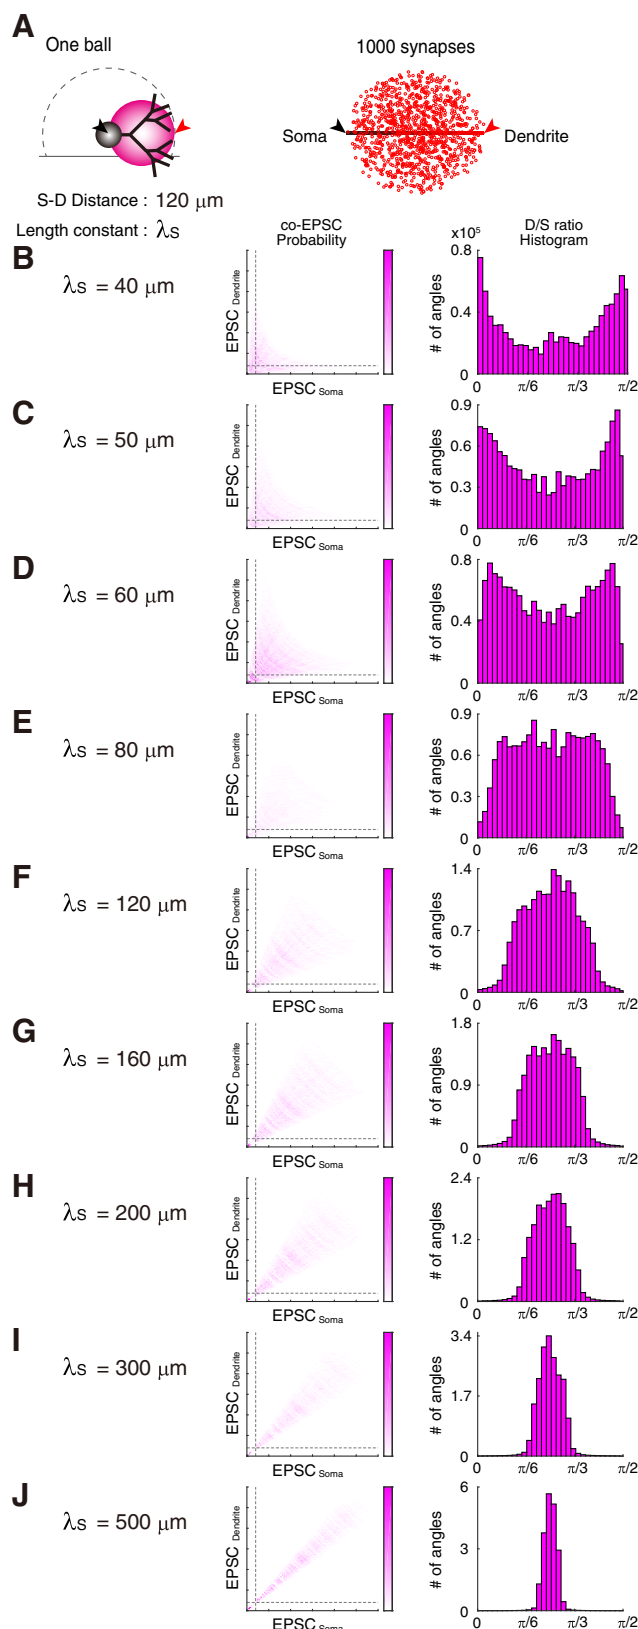 A
One ball
1000 synapses
Soma
Dendrite
S-D Distance : 120 μm
Length constant : λs
co-EPSC
Probability
D/S ratio
Histogram
B
λs = 40 μm
EPSC Dendrite
EPSC Soma
x10⁵
# of angles
0.8
0.4
0
0 π/6 π/3 π/2
C
λs = 50 μm
EPSC Dendrite
EPSC Soma
# of angles
0.9
0.6
0.3
0
0 π/6 π/3 π/2
D
λs = 60 μm
EPSC Dendrite
EPSC Soma
# of angles
0.8
0.4
0
0 π/6 π/3 π/2
E
λs = 80 μm
EPSC Dendrite
EPSC Soma
# of angles
0.9
0.6
0.3
0
0 π/6 π/3 π/2
F
λs = 120 μm
EPSC Dendrite
EPSC Soma
# of angles
1.4
0.7
0
0 π/6 π/3 π/2
G
λs = 160 μm
EPSC Dendrite
EPSC Soma
# of angles
1.8
0.9
0
0 π/6 π/3 π/2
H
λs = 200 μm
EPSC Dendrite
EPSC Soma
# of angles
2.4
1.2
0
0 π/6 π/3 π/2
I
λs = 300 μm
EPSC Dendrite
EPSC Soma
# of angles
3.4
1.7
0
0 π/6 π/3 π/2
J
λs = 500 μm
EPSC Dendrite
EPSC Soma
# of angles
6
3
0
0 π/6 π/3 π/2